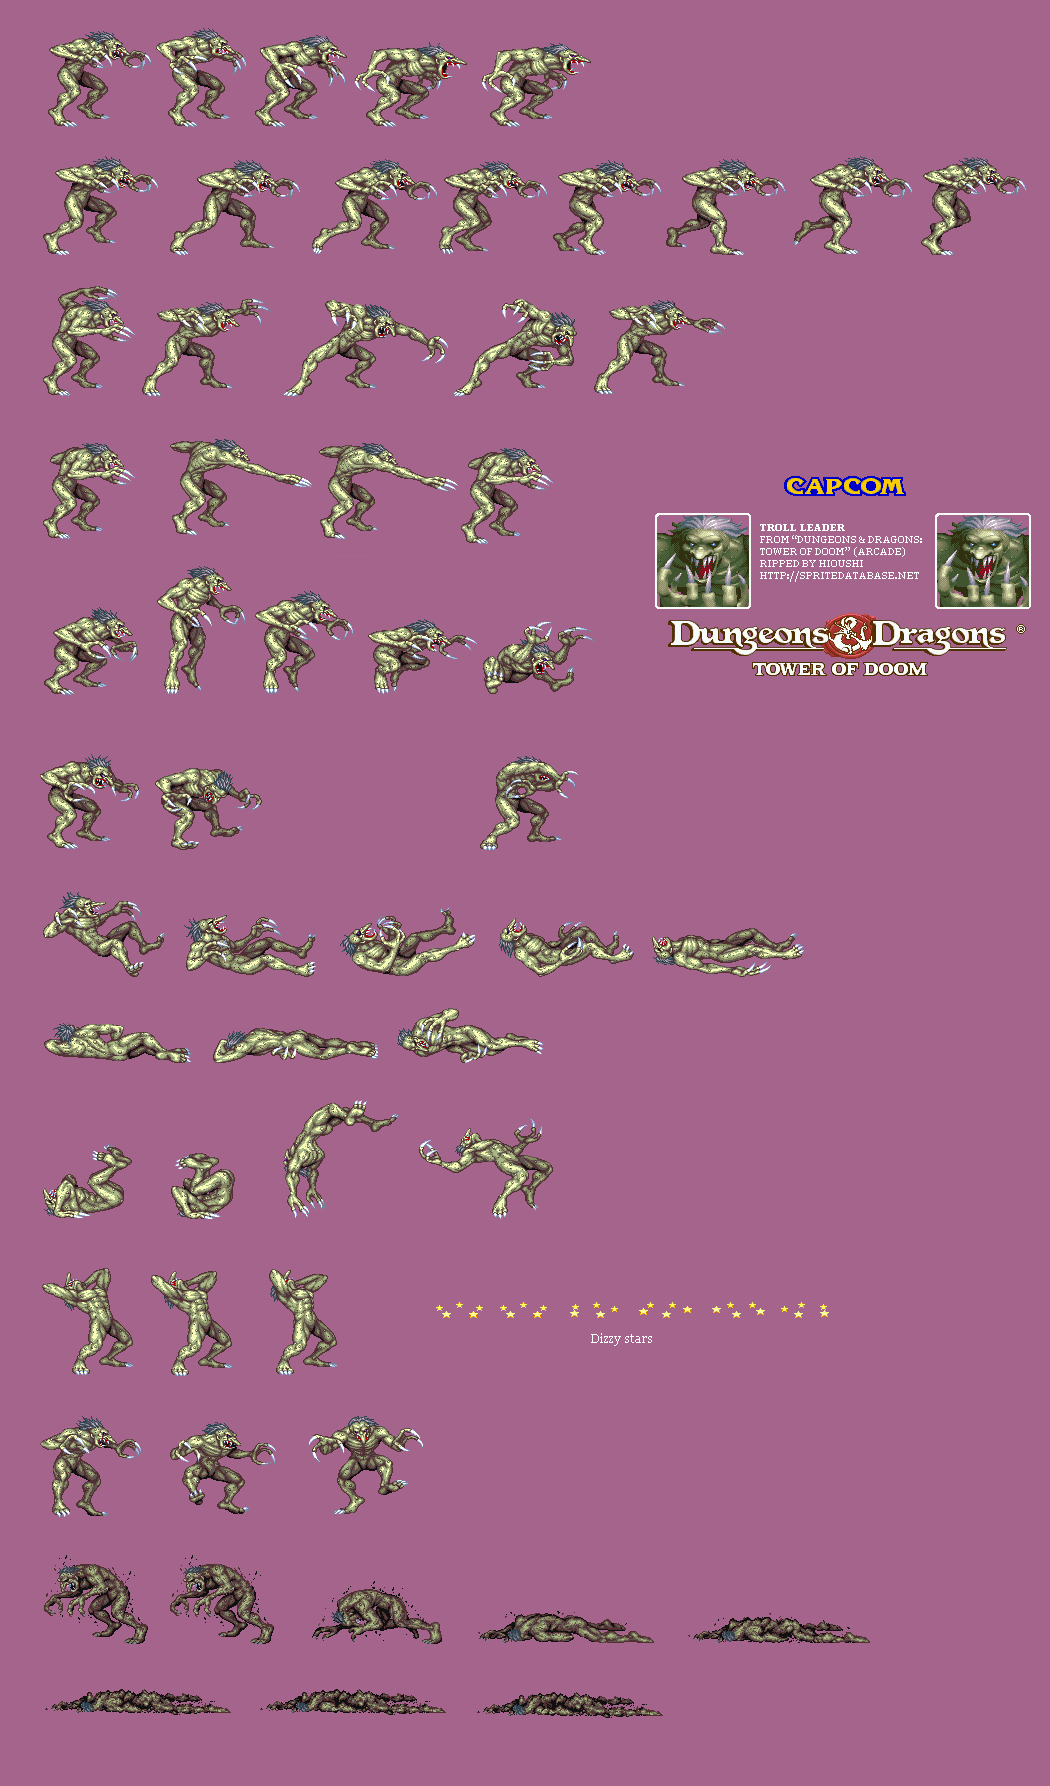 CAPCOM
TROLL LEADER
FROM "DUNGEONS & DRAGONS:
TOWER OF DOOM" (ARCADE)
RIPPED BY HIOUSHI
HTTP://SPRITEDATABASE.NET
Dungeons & Dragons ®
TOWER OF DOOM
Dizzy stars